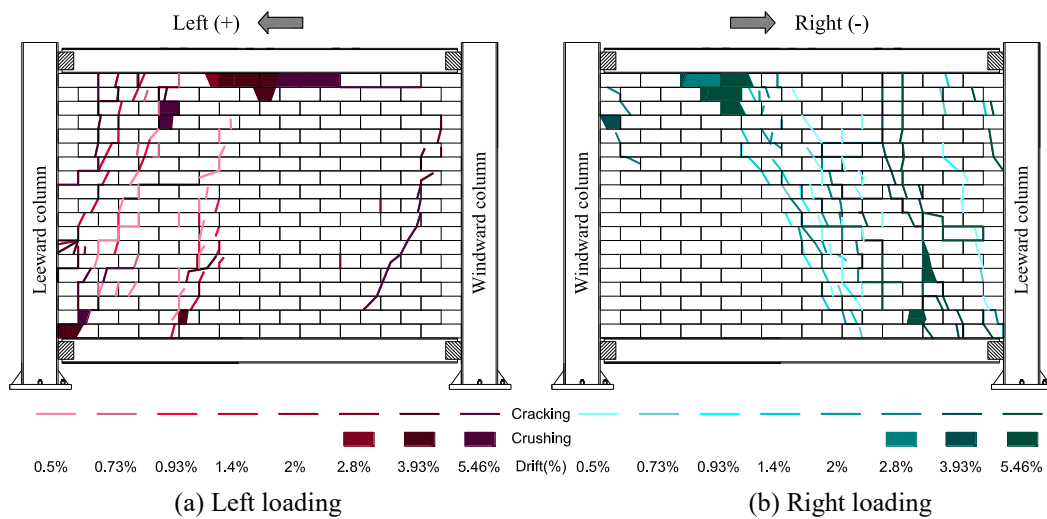 Left (+)
Right (-)
Leeward column
Windward column
Windward column
Leeward column
Cracking
Crushing
0.5% 0.73% 0.93% 1.4% 2% 2.8% 3.93% 5.46% Drift(%) 0.5% 0.73% 0.93% 1.4% 2% 2.8% 3.93% 5.46%
(a) Left loading
(b) Right loading